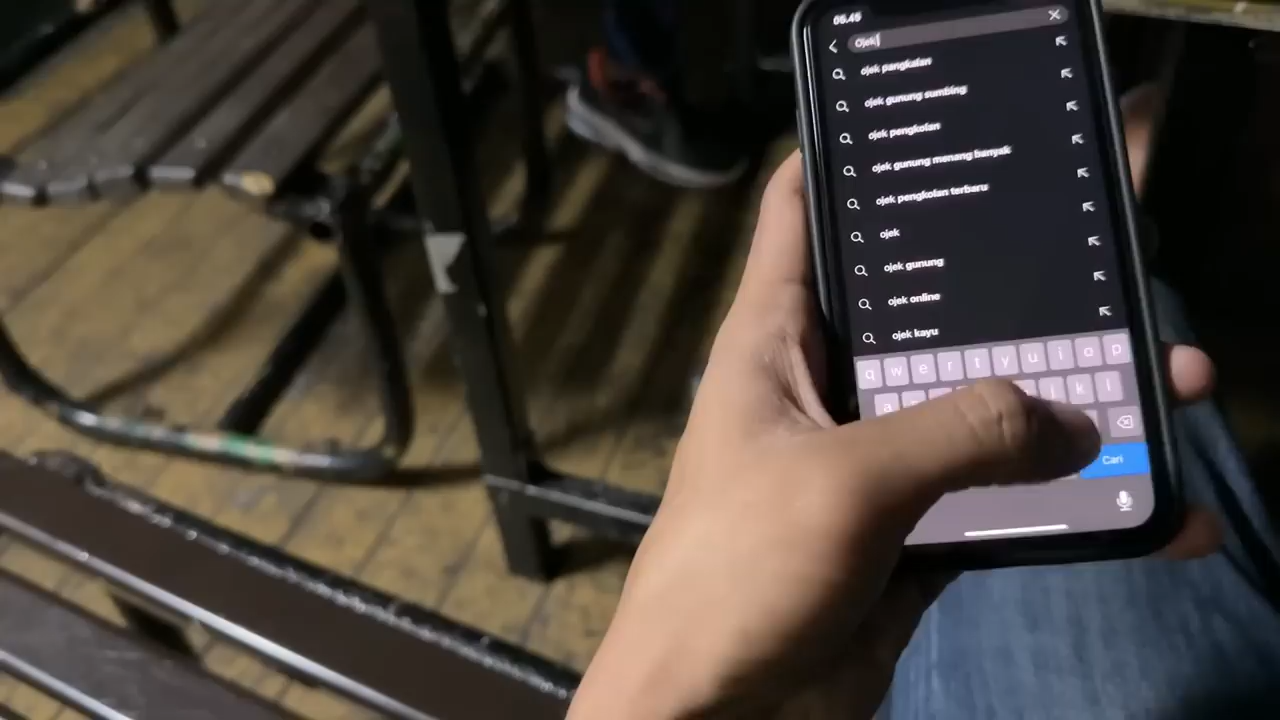 05.45
Ojek
ojek pangkalan
ojek gunung sumbing
ojek pengkolan
ojek gunung menang banyak
ojek pengkolan terbaru
ojek
ojek gunung
ojek online
ojek kayu
q w e r t y u i o p
a j k l
Cari